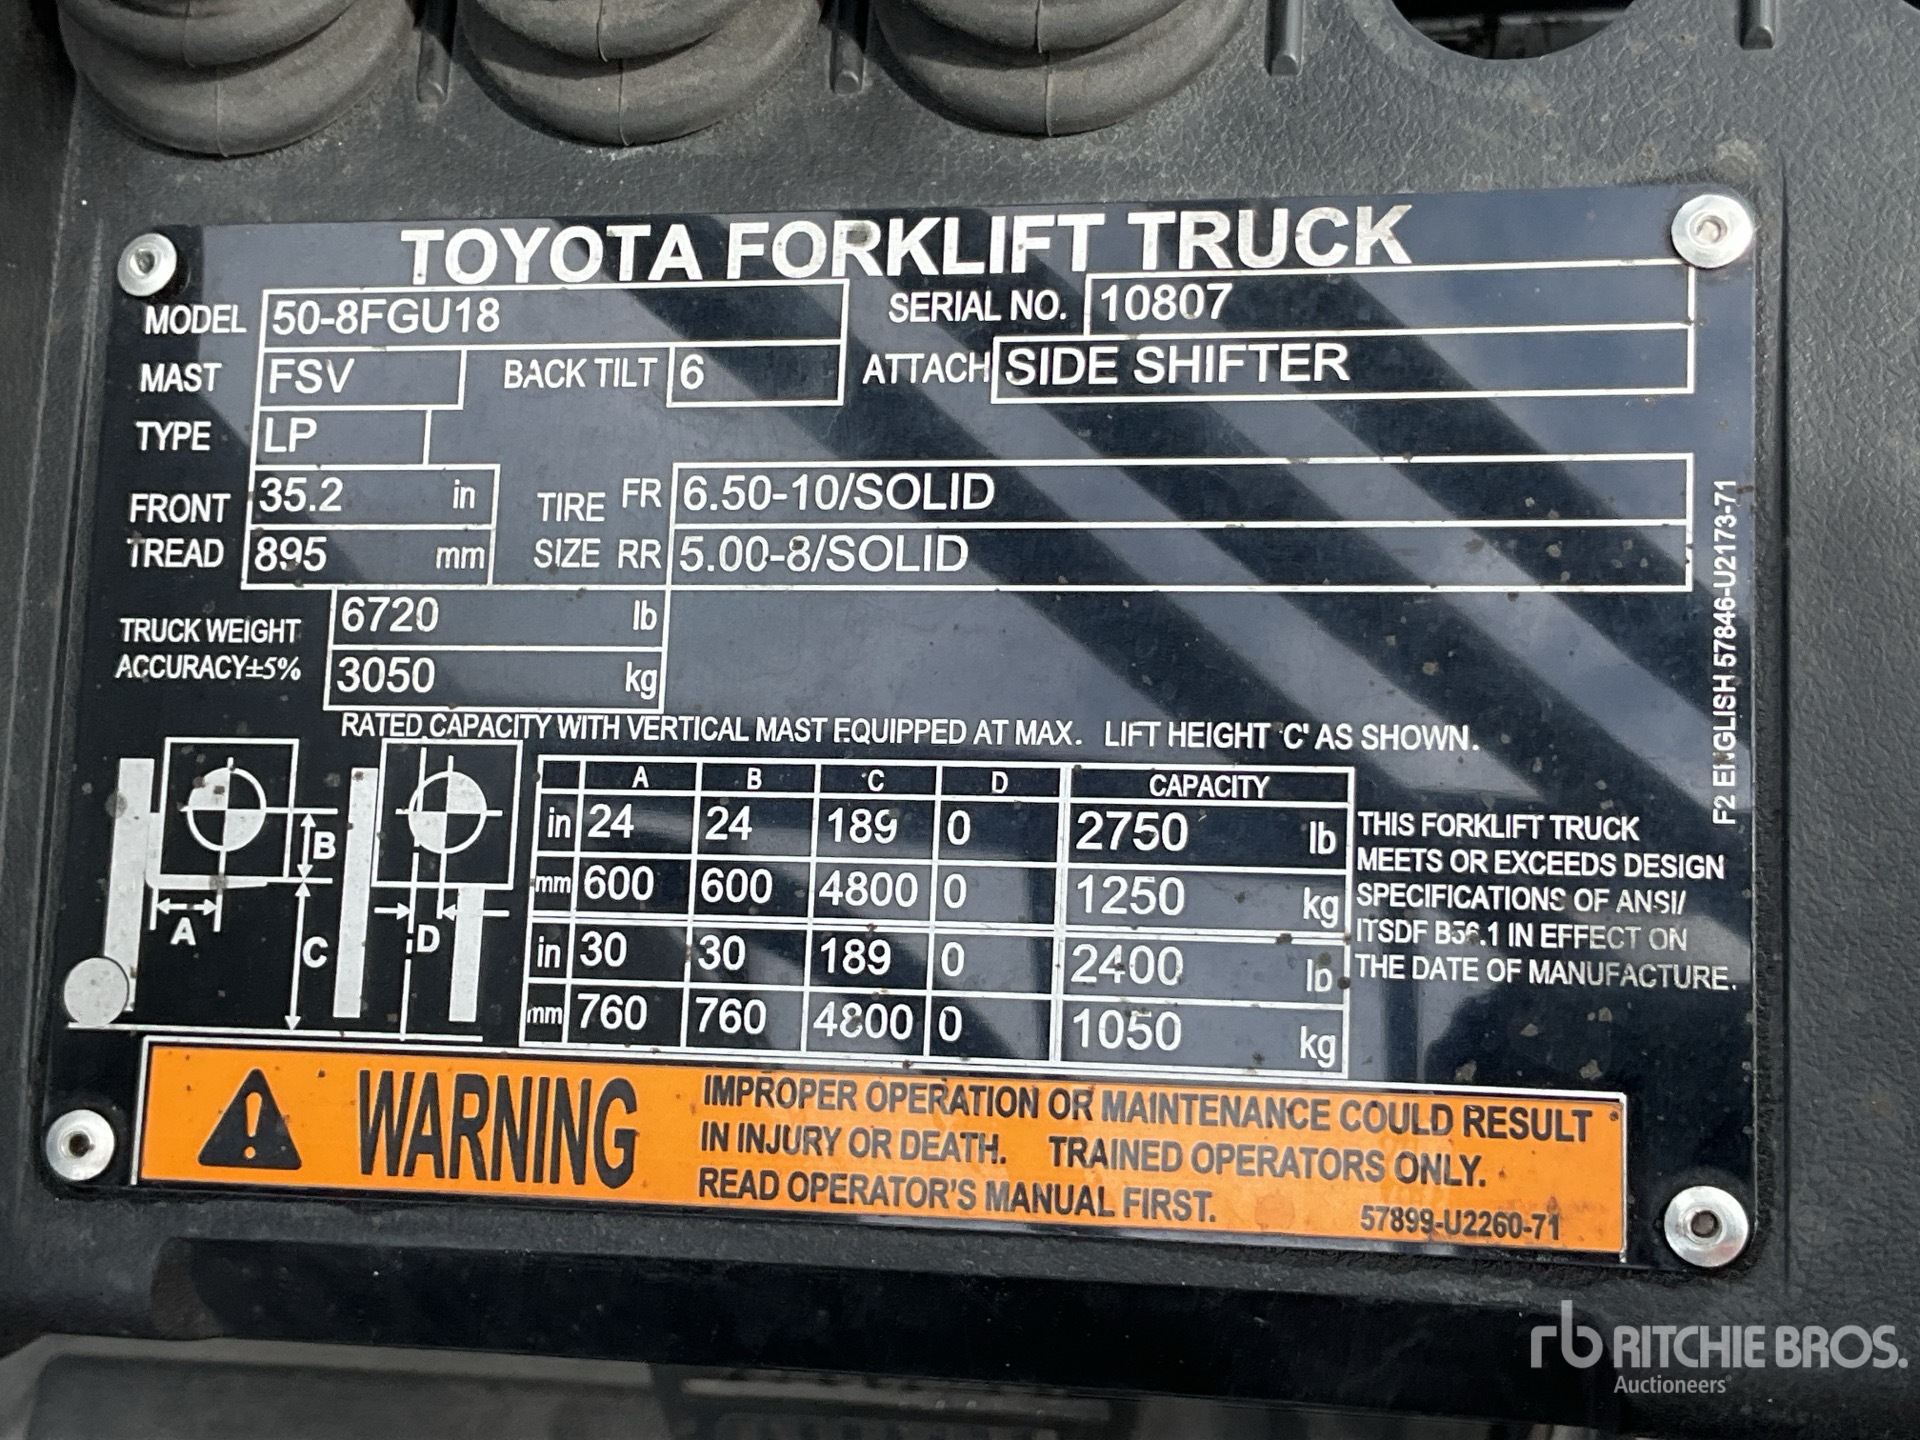 TOYOTA FORKLIFT TRUCK
MODEL 50-8FGU18 SERIAL NO. 10807
MAST FSV BACK TILT 6 ATTACH SIDE SHIFTER
TYPE LP
FRONT TREAD 35.2 in TIRE SIZE FR 6.50-10/SOLID
895 mm RR 5.00-8/SOLID
TRUCK WEIGHT 6720 lb
ACCURACY±5% 3050 kg
RATED CAPACITY WITH VERTICAL MAST EQUIPPED AT MAX. LIFT HEIGHT 'C' AS SHOWN.
A B C D CAPACITY
in 24 24 189 0 2750 lb
mm 600 600 4800 0 1250 kg
in 30 30 189 0 2400 lb
mm 760 760 4800 0 1050 kg
B
A
C
D
THIS FORKLIFT TRUCK
MEETS OR EXCEEDS DESIGN
SPECIFICATIONS OF ANSI/
ITSDF B56.1 IN EFFECT ON
THE DATE OF MANUFACTURE.
F2 ENGLISH 57846-U2173-71
WARNING
IMPROPER OPERATION OR MAINTENANCE COULD RESULT
IN INJURY OR DEATH. TRAINED OPERATORS ONLY.
READ OPERATOR'S MANUAL FIRST. 57899-U2260-71
rb RITCHIE BROS.
Auctioneers